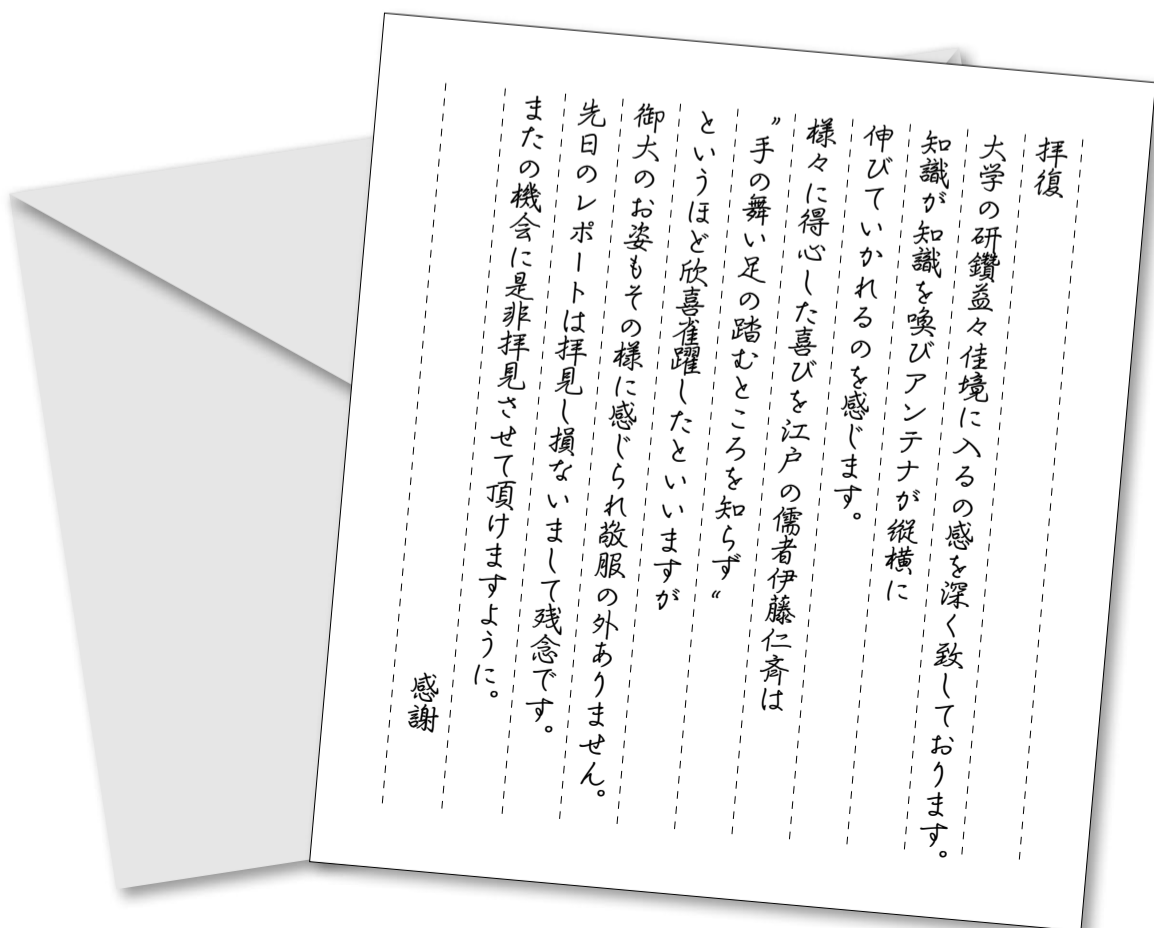 拝復
大学の研鑽益々佳境に入るの感を深く致しております。
知識が知識を喚びアンテナが縦横に
伸びていかれるのを感じます。
様々に得心した喜びを江戸の儒者伊藤仁斉は
〃手の舞い足の踏むところを知らず〃
というほど欣喜雀躍したといいますが
御大のお姿もその様に感じられ敬服の外ありません。
先日のレポートは拝見し損ないまして残念です。
またの機会に是非拝見させて頂けますように。
感謝